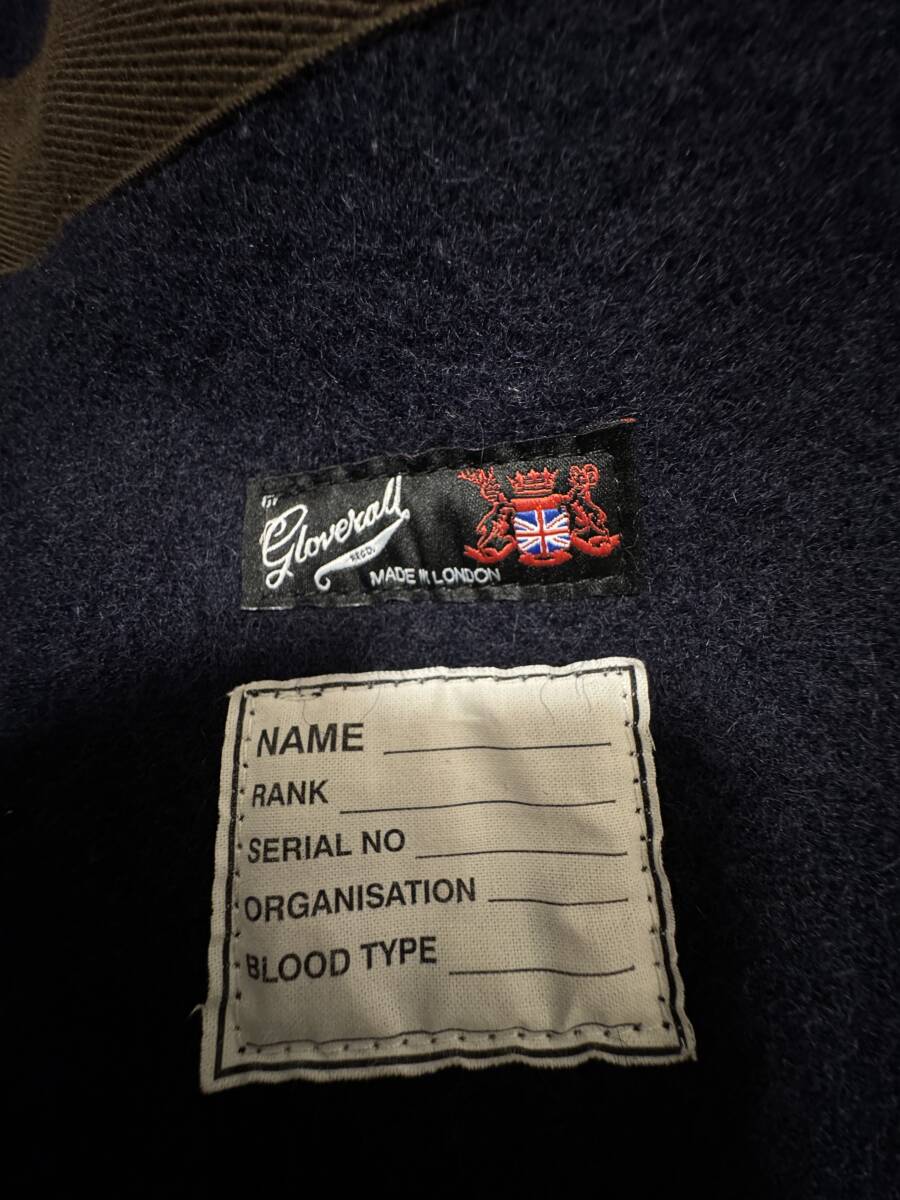 "Gloverall
REGD.
MADE IN LONDON
NAME
RANK
SERIAL NO
ORGANISATION
BLOOD TYPE